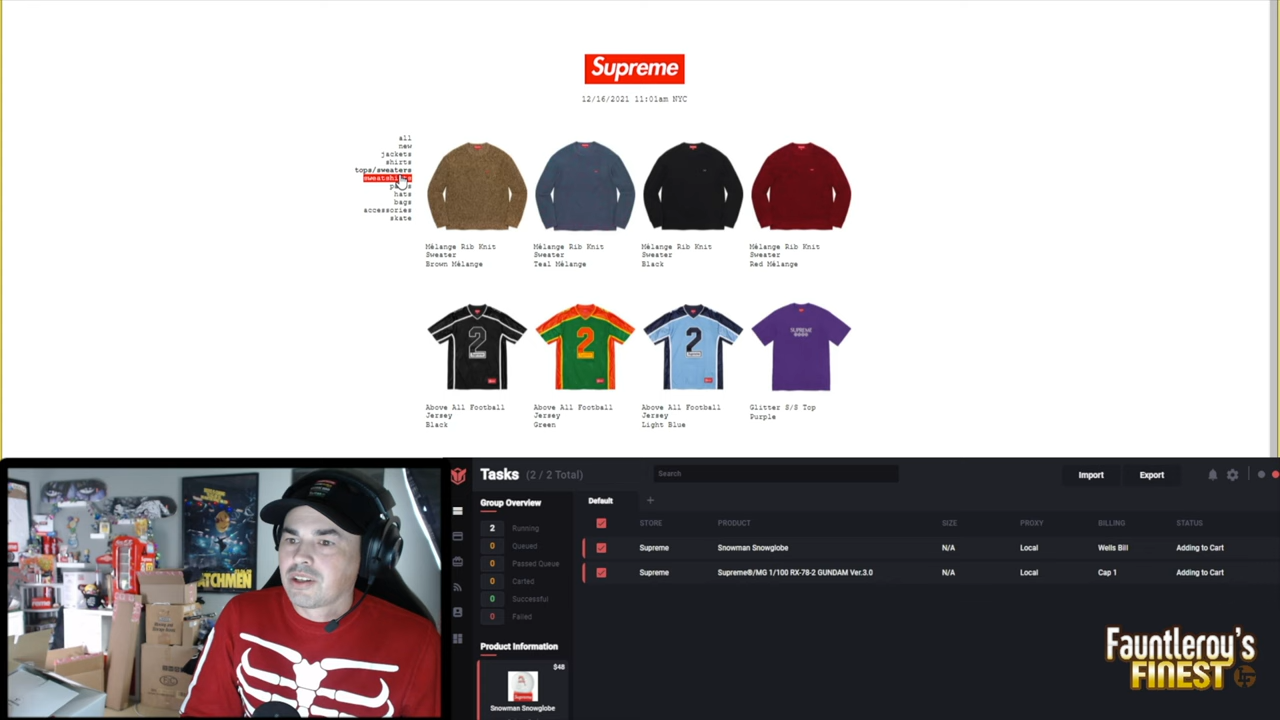 Supreme
12/16/2021 11:01am NYC
all
new
jackets
shirts
tops/sweaters
sweatshirts
pants
hats
bags
accessories
skate
Mélange Rib Knit
Sweater
Brown Mélange
Mélange Rib Knit
Sweater
Teal Mélange
Mélange Rib Knit
Sweater
Black
Mélange Rib Knit
Sweater
Red Mélange
2
2
2
SUPREME
Above All Football
Jersey
Black
Above All Football
Jersey
Green
Above All Football
Jersey
Light Blue
Glitter S/S Top
Purple
WATCHMEN
Tasks (2 / 2 Total)
Search
Import
Export
Group Overview
2 Running
0 Queued
0 Passed Queue
0 Carted
0 Successful
0 Failed
Product Information
$48
Snowman Snowglobe
Default +
STORE PRODUCT SIZE PROXY BILLING STATUS
Supreme Snowman Snowglobe N/A Local Wells Bill Adding to Cart
Supreme Supreme®/MG 1/100 RX-78-2 GUNDAM Ver.3.0 N/A Local Cap 1 Adding to Cart
Fauntleroy's
FINEST